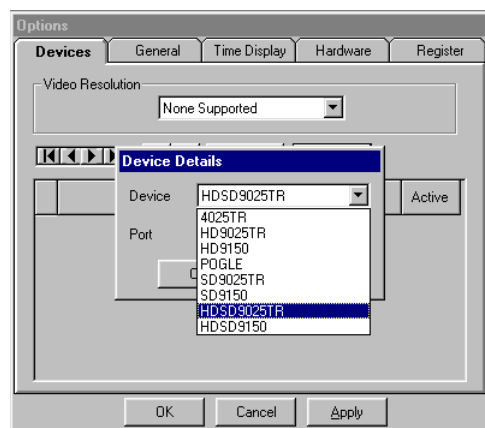 Options
Devices General Time Display Hardware Register
Video Resolution
None Supported
Device Details
Device HDSD9025TR
Active
4025TR
Port
HD9025TR
HD9150
POGLE
SD9025TR
SD9150
HDSD9025TR
HDSD9150
OK Cancel Apply